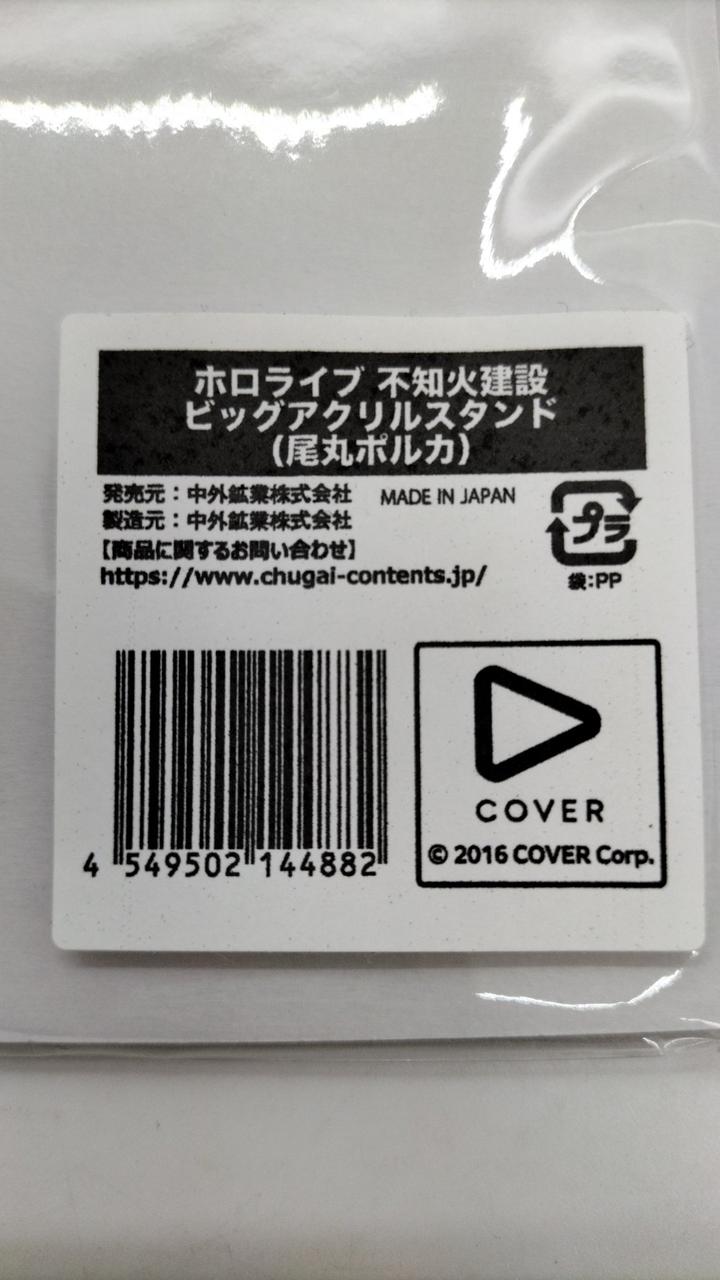 ホロライブ 不知火建設
ビッグアクリルスタンド
(尾丸ポルカ)
発売元：中外鉱業株式会社 MADE IN JAPAN
製造元：中外鉱業株式会社
【商品に関するお問い合わせ】
https://www.chugai-contents.jp/
プラ
袋:PP
4 549502 144882
COVER
© 2016 COVER Corp.